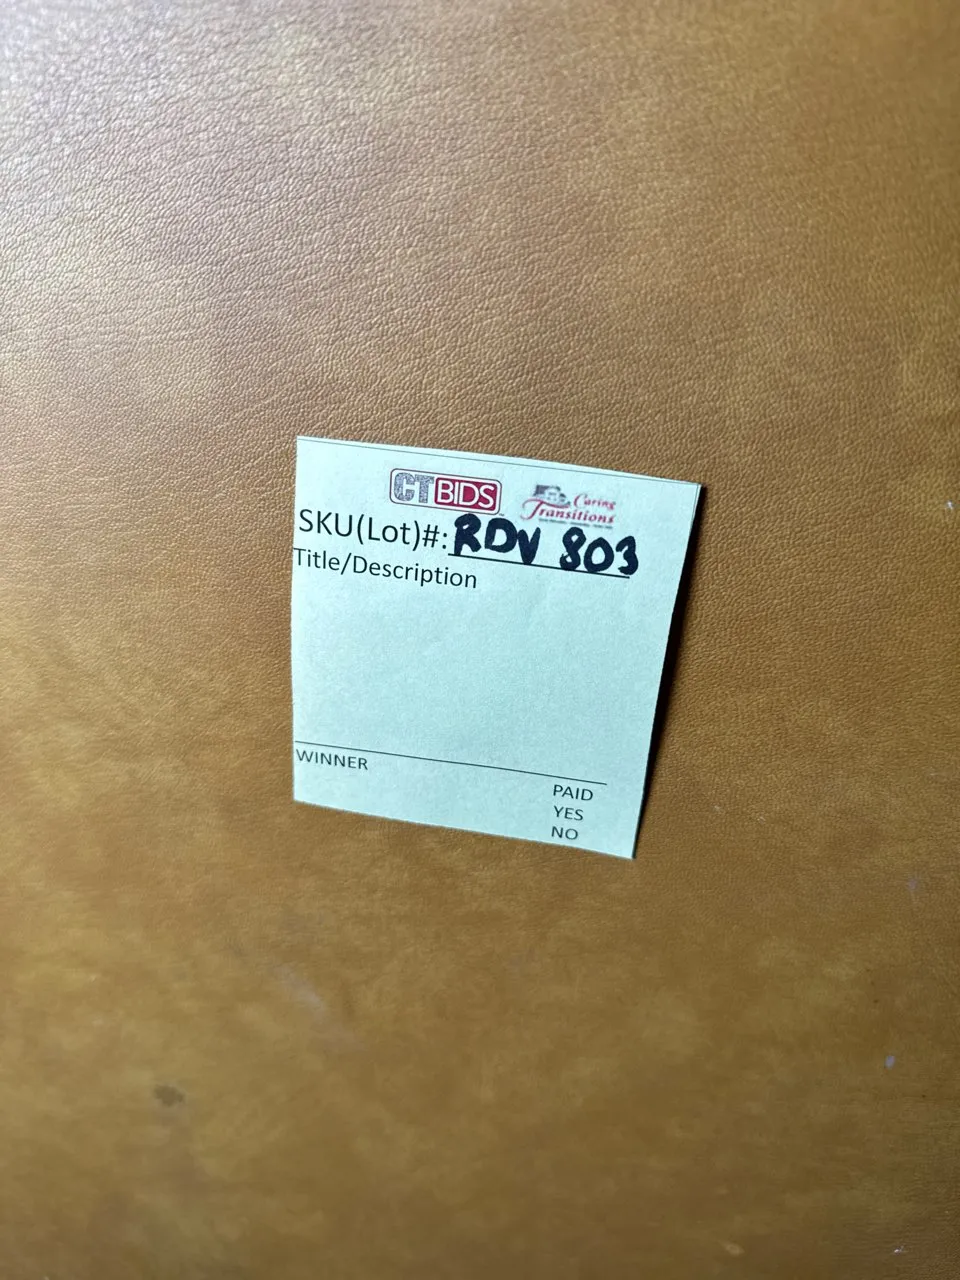 CTBIDS
Caring
Transitions
SKU(Lot)#: RDV 803
Title/Description
WINNER
PAID
YES
NO